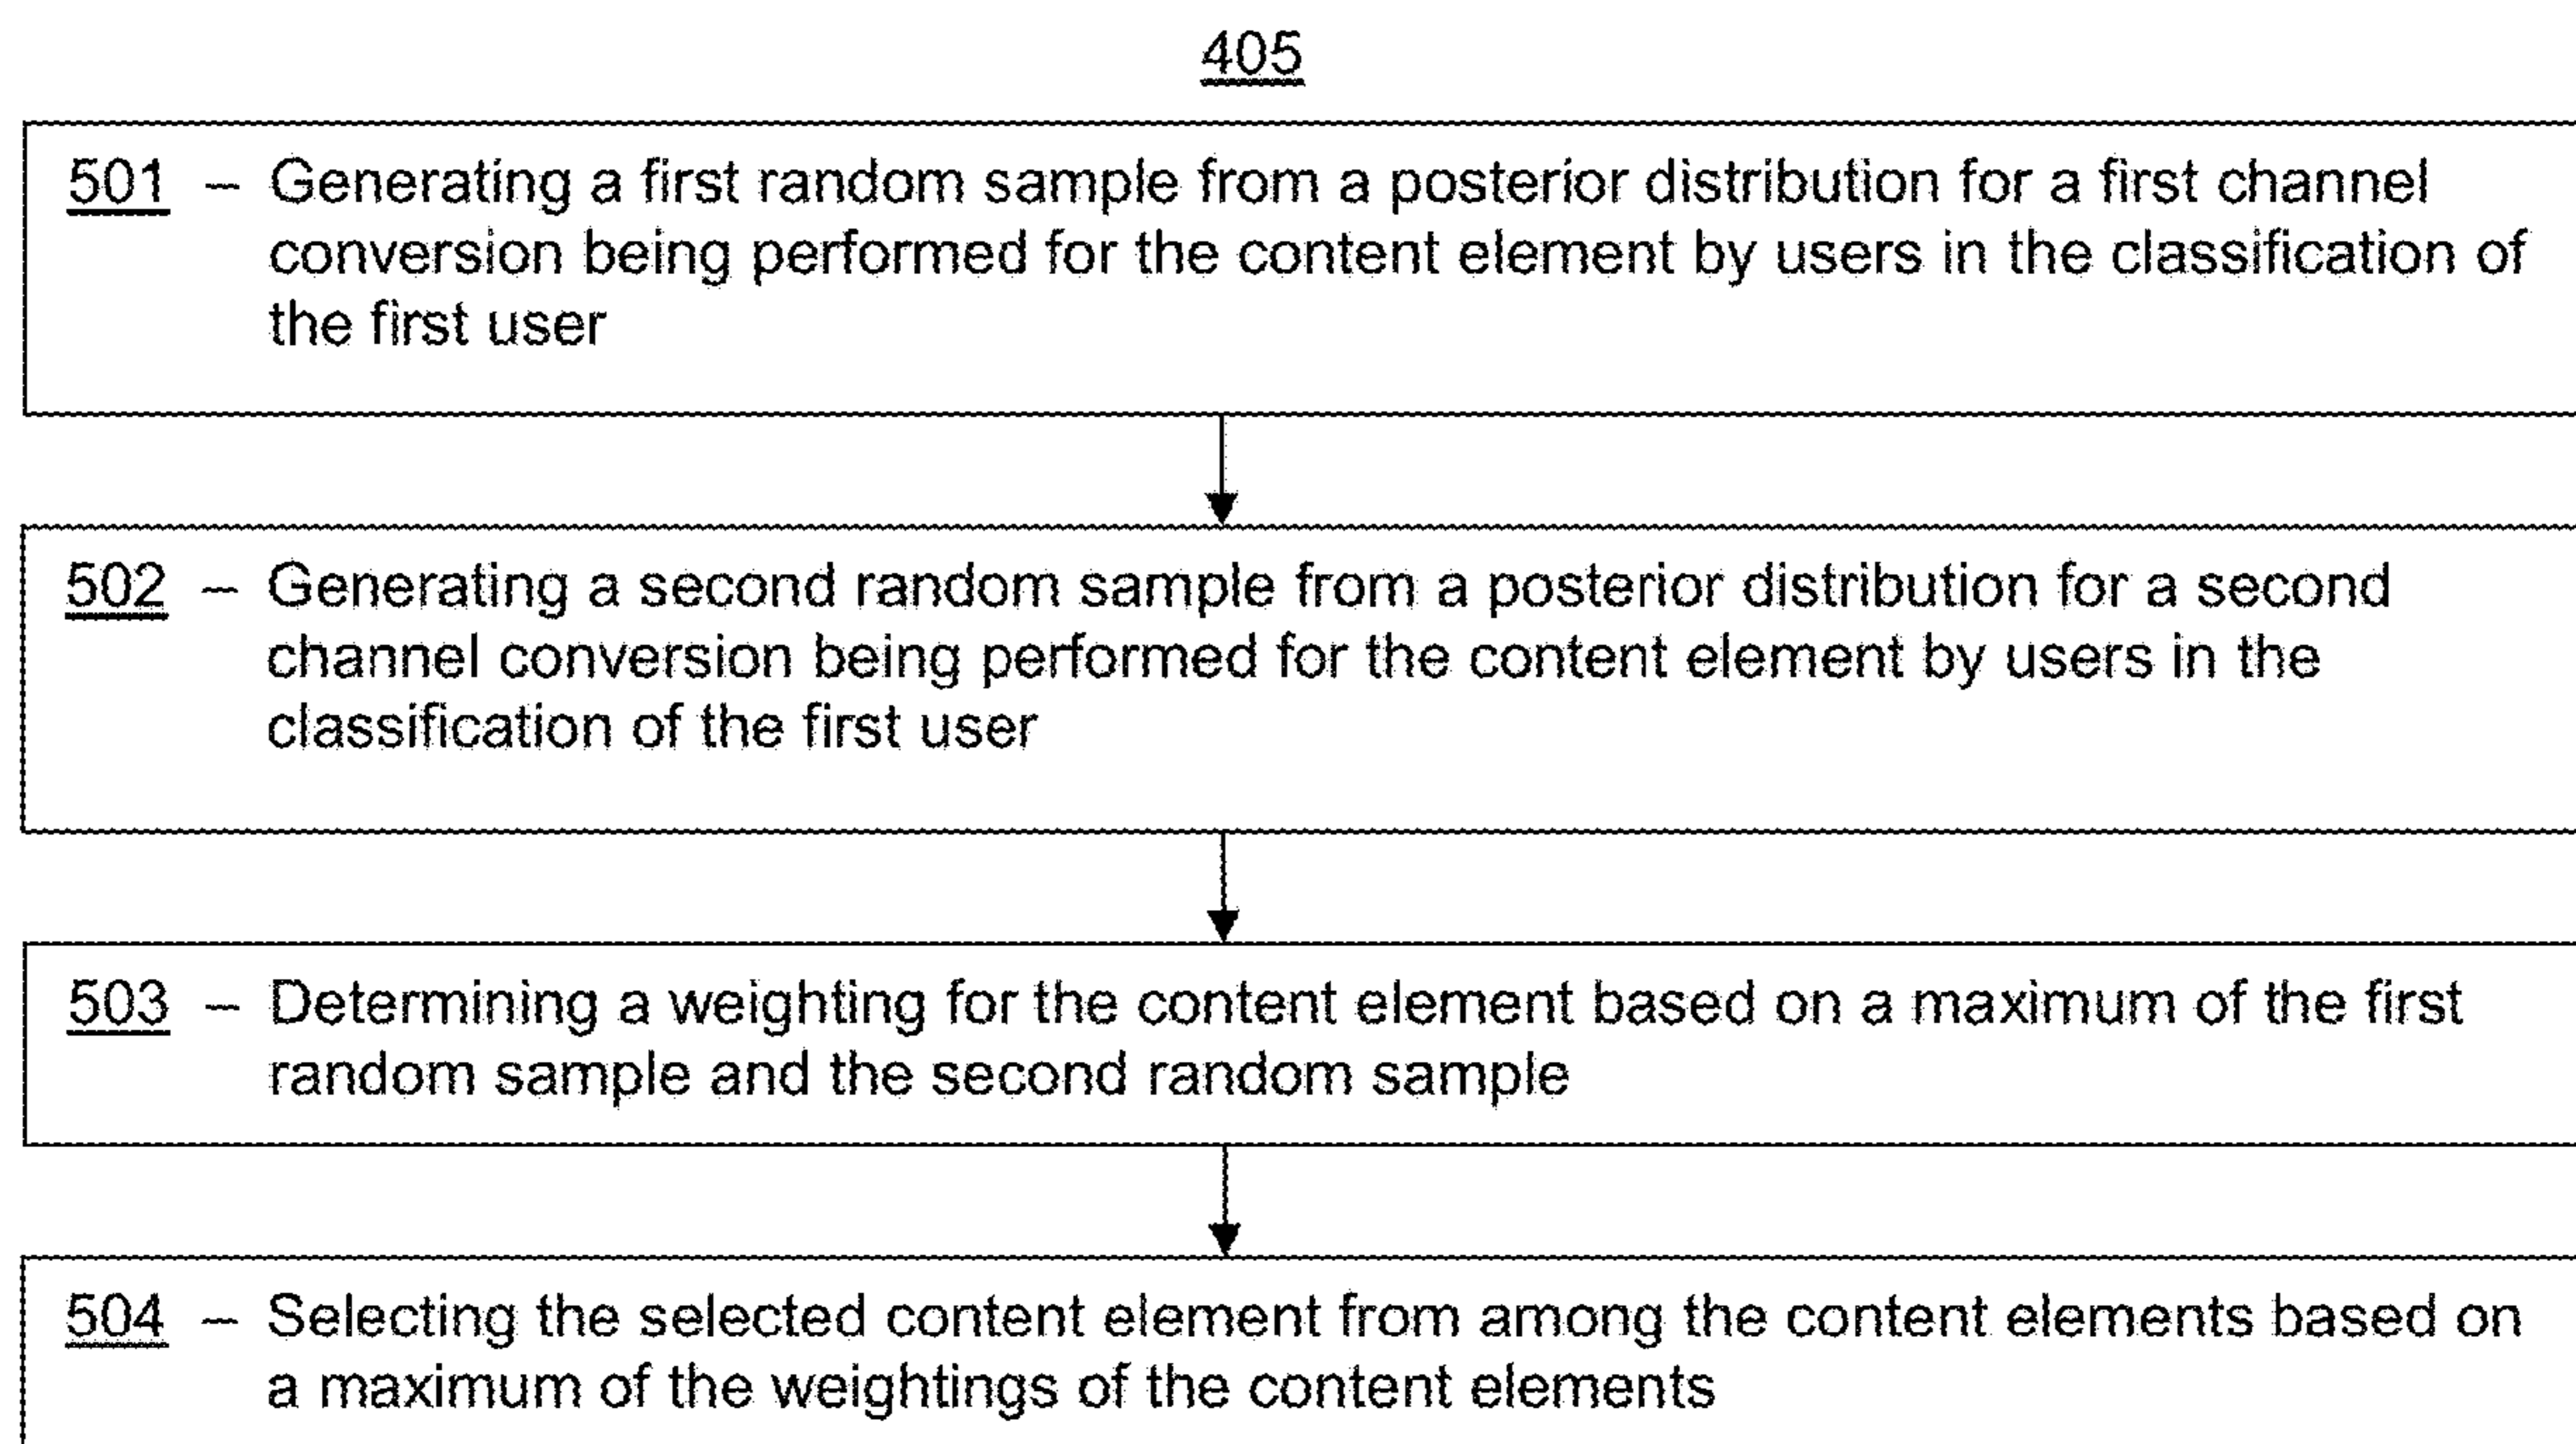 405
501 – Generating a first random sample from a posterior distribution for a first channel
conversion being performed for the content element by users in the classification of
the first user
502 – Generating a second random sample from a posterior distribution for a second
channel conversion being performed for the content element by users in the
classification of the first user
503 – Determining a weighting for the content element based on a maximum of the first
random sample and the second random sample
504 – Selecting the selected content element from among the content elements based on
a maximum of the weightings of the content elements